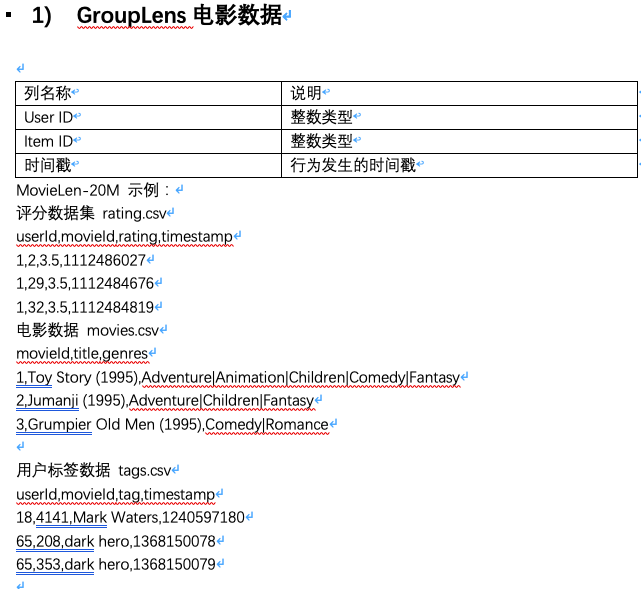 1) GroupLens 电影数据
列名称 说明
User ID 整数类型
Item ID 整数类型
时间戳 行为发生的时间戳
MovieLen-20M 示例：
评分数据集 rating.csv
userId,movieId,rating,timestamp
1,2,3.5,1112486027
1,29,3.5,1112484676
1,32,3.5,1112484819
电影数据 movies.csv
movieId,title,genres
1,Toy Story (1995),Adventure|Animation|Children|Comedy|Fantasy
2,Jumanji (1995),Adventure|Children|Fantasy
3,Grumpier Old Men (1995),Comedy|Romance
用户标签数据 tags.csv
userId,movieId,tag,timestamp
18,4141,Mark Waters,1240597180
65,208,dark hero,1368150078
65,353,dark hero,1368150079